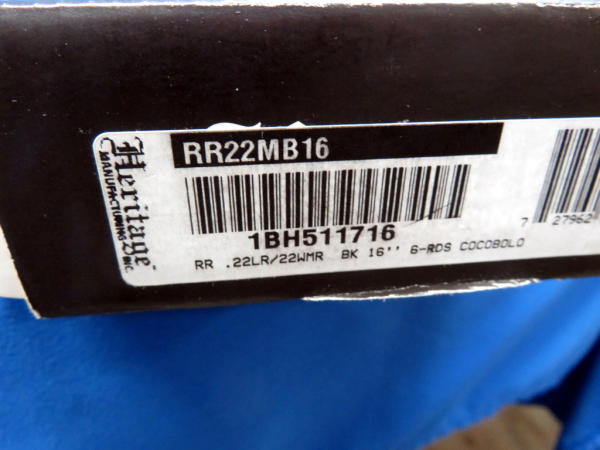 Heritage
MANUFACTURING INC.
RR22MB16
1BH511716
RR .22LR/22WMR BK 16'' 6-RDS COCOBOLO
7 27962